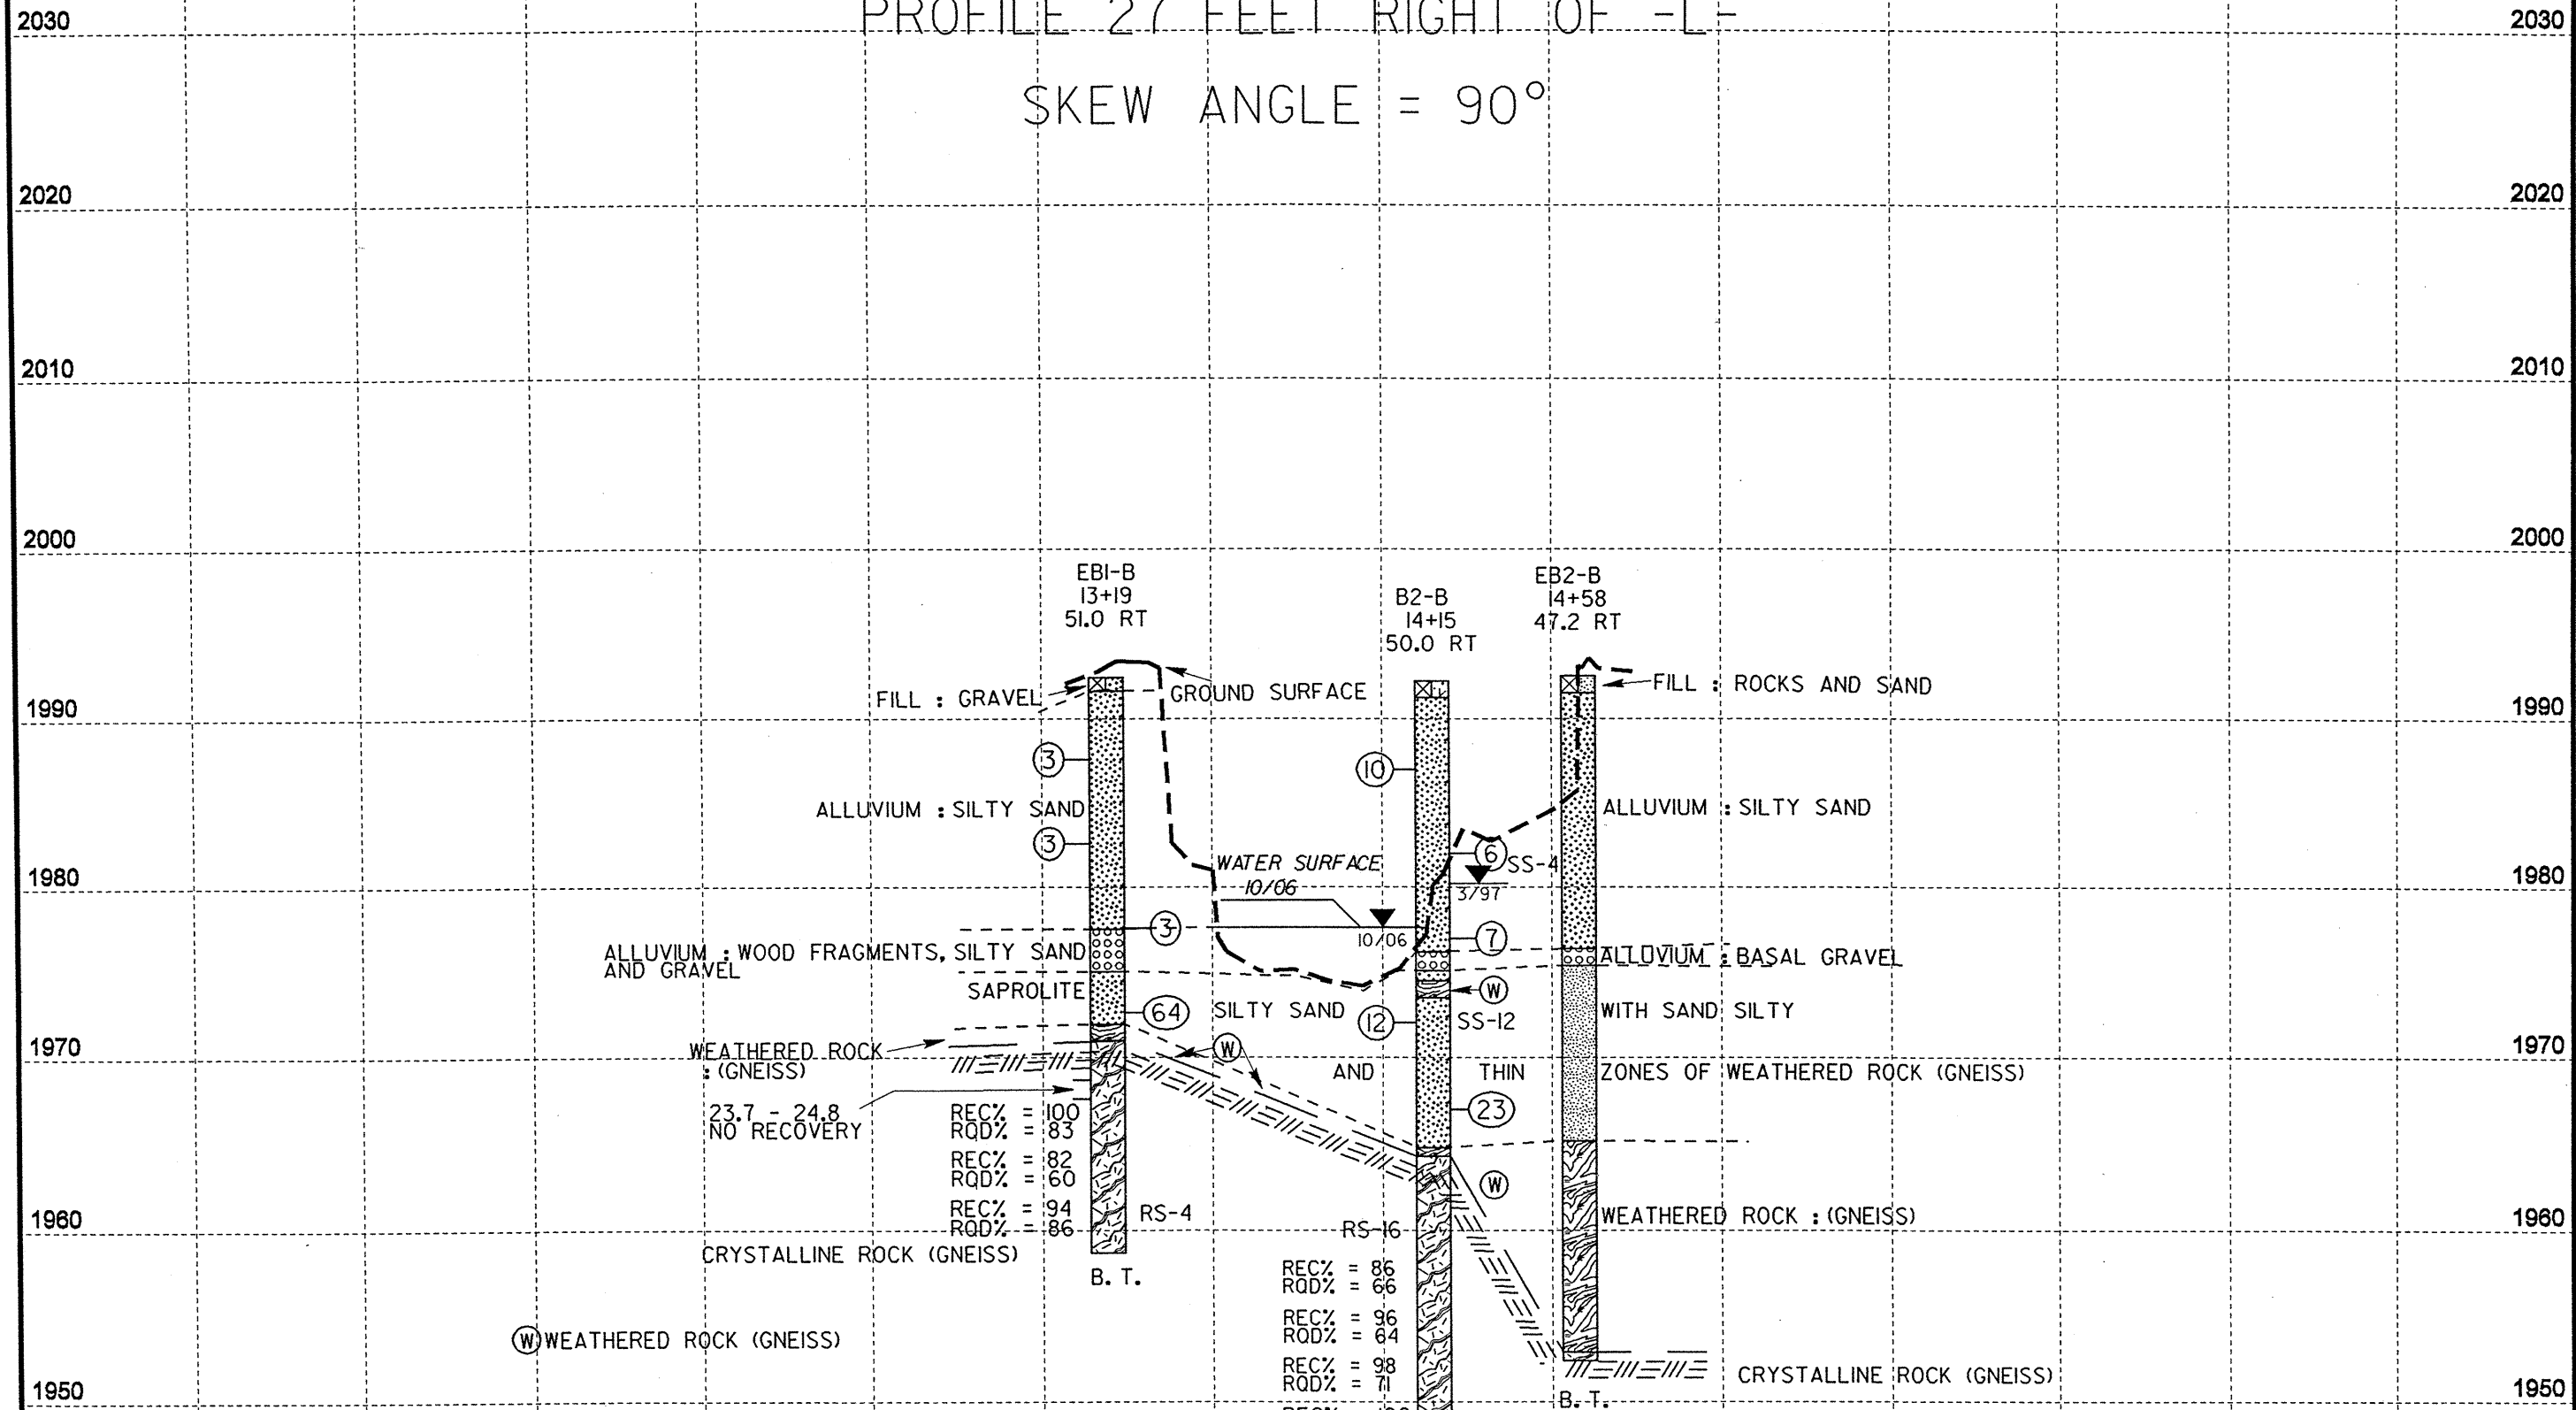 PROFILE 27 FEET RIGHT OF -L-
SKEW ANGLE = 90°
2030 2030
2020 2020
2010 2010
2000 2000
EB1-B
13+19
51.0 RT
B2-B
14+15
50.0 RT
EB2-B
14+58
47.2 RT
FILL : GRAVEL
GROUND SURFACE
FILL : ROCKS AND SAND
1990 1990
3
10
ALLUVIUM : SILTY SAND
ALLUVIUM : SILTY SAND
3
6
SS-4
WATER SURFACE
10/06
3/97
1980 1980
3
10/06
7
ALLUVIUM : WOOD FRAGMENTS, SILTY SAND
AND GRAVEL
ALLUVIUM : BASAL GRAVEL
SAPROLITE
W
64
SILTY SAND
12
SS-12
WITH SAND SILTY
1970 1970
WEATHERED ROCK
: (GNEISS)
W
AND
THIN
ZONES OF WEATHERED ROCK (GNEISS)
23.7 - 24.8
NO RECOVERY
REC% = 100
RQD% = 83
23
REC% = 82
RQD% = 60
W
REC% = 94
RQD% = 86
RS-4
RS-16
WEATHERED ROCK : (GNEISS)
1960 1960
CRYSTALLINE ROCK (GNEISS)
B. T.
REC% = 86
RQD% = 66
REC% = 96
RQD% = 64
W WEATHERED ROCK (GNEISS)
REC% = 98
RQD% = 71
CRYSTALLINE ROCK (GNEISS)
1950 1950
B. T.